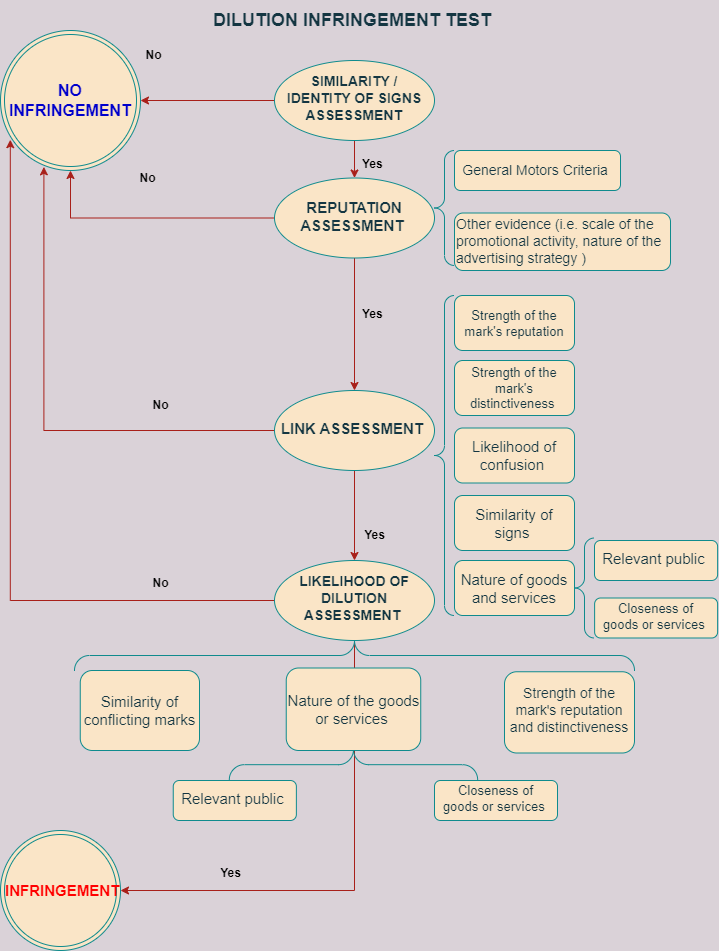 DILUTION INFRINGEMENT TEST
No
NO
INFRINGEMENT
SIMILARITY /
IDENTITY OF SIGNS
ASSESSMENT
Yes
No
REPUTATION
ASSESSMENT
General Motors Criteria
Other evidence (i.e. scale of the
promotional activity, nature of the
advertising strategy )
Yes
Strength of the
mark's reputation
Strength of the
mark's
distinctiveness
No
LINK ASSESSMENT
Likelihood of
confusion
Similarity of
signs
Yes
Nature of goods
and services
Relevant public
Closeness of
goods or services
No
LIKELIHOOD OF
DILUTION
ASSESSMENT
Similarity of
conflicting marks
Nature of the goods
or services
Strength of the
mark's reputation
and distinctiveness
Relevant public
Closeness of
goods or services
Yes
INFRINGEMENT